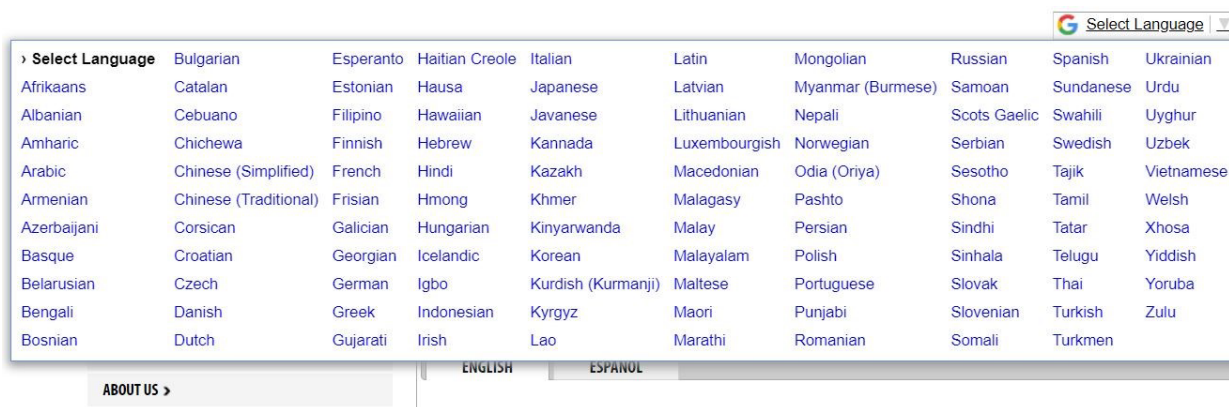 Select Language
› Select Language Bulgarian Esperanto Haitian Creole Italian Latin Mongolian Russian Spanish Ukrainian
Afrikaans Catalan Estonian Hausa Japanese Latvian Myanmar (Burmese) Samoan Sundanese Urdu
Albanian Cebuano Filipino Hawaiian Javanese Lithuanian Nepali Scots Gaelic Swahili Uyghur
Amharic Chichewa Finnish Hebrew Kannada Luxembourgish Norwegian Serbian Swedish Uzbek
Arabic Chinese (Simplified) French Hindi Kazakh Macedonian Odia (Oriya) Sesotho Tajik Vietnamese
Armenian Chinese (Traditional) Frisian Hmong Khmer Malagasy Pashto Shona Tamil Welsh
Azerbaijani Corsican Galician Hungarian Kinyarwanda Malay Persian Sindhi Tatar Xhosa
Basque Croatian Georgian Icelandic Korean Malayalam Polish Sinhala Telugu Yiddish
Belarusian Czech German Igbo Kurdish (Kurmanji) Maltese Portuguese Slovak Thai Yoruba
Bengali Danish Greek Indonesian Kyrgyz Maori Punjabi Slovenian Turkish Zulu
Bosnian Dutch Gujarati Irish Lao Marathi Romanian Somali Turkmen
ENGLISH ESPAÑOL
ABOUT US ›